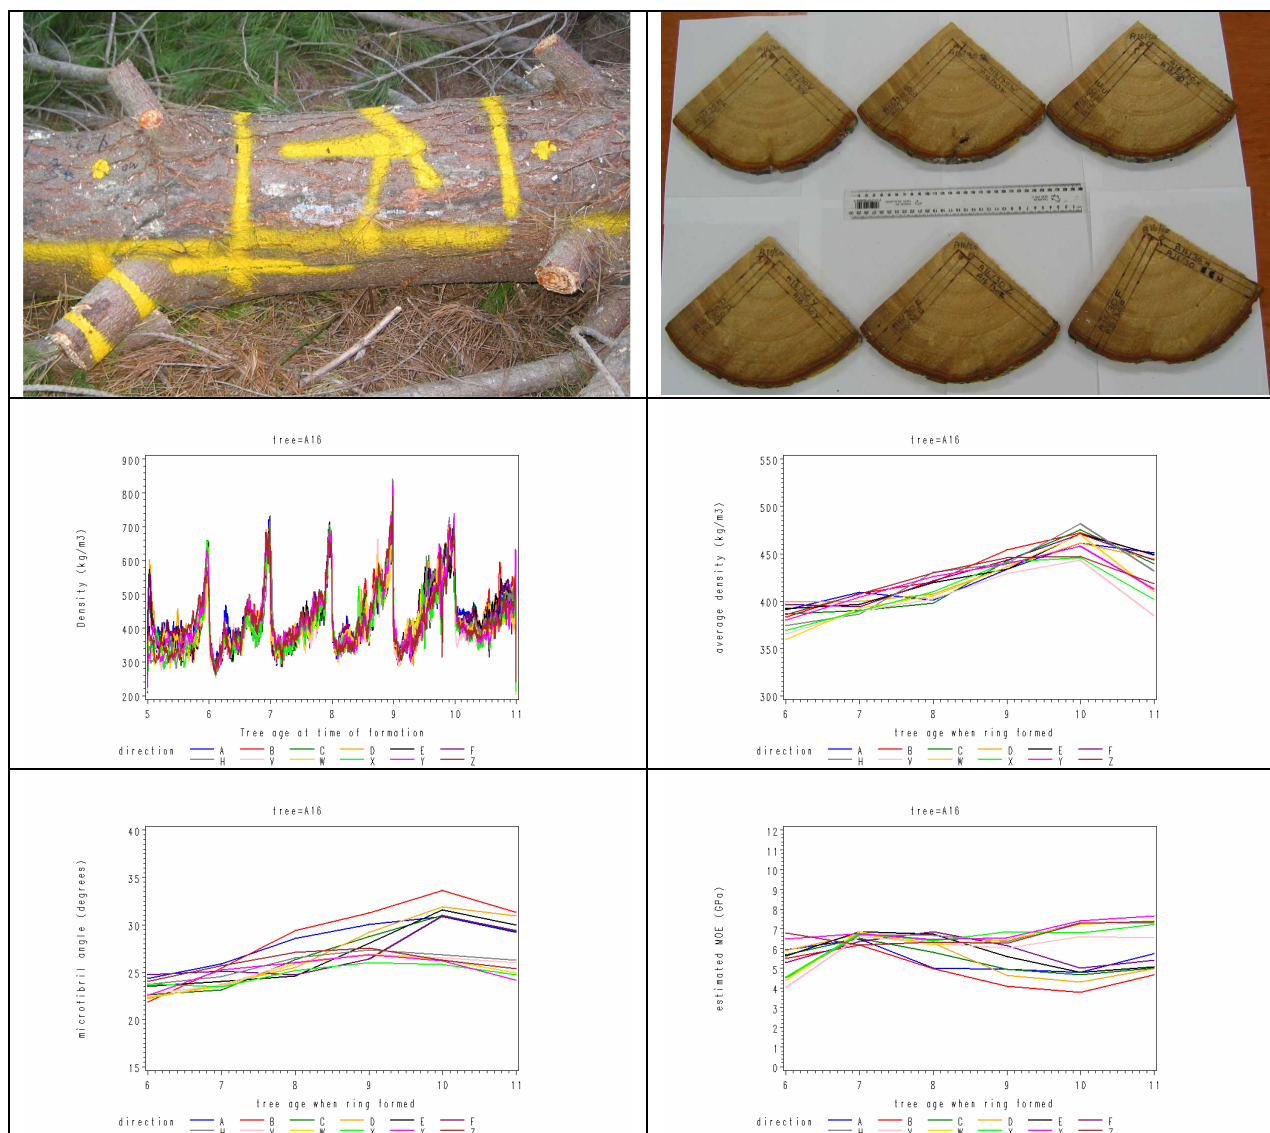 tree=A16
900
800
700
600
500
400
300
200
Density (kg/m3)
5 6 7 8 9 10 11
Tree age at time of formation
direction A B C D E F
H V W X Y Z
tree=A16
550
500
450
400
350
300
average density (kg/m3)
6 7 8 9 10 11
tree age when ring formed
direction A B C D E F
H V W X Y Z
tree=A16
40
35
30
25
20
15
microfibril angle (degrees)
6 7 8 9 10 11
tree age when ring formed
direction A B C D E F
H V W X Y Z
tree=A16
12
11
10
9
8
7
6
5
4
3
2
1
0
estimated MOE (GPa)
6 7 8 9 10 11
tree age when ring formed
direction A B C D E F
H V W X Y Z